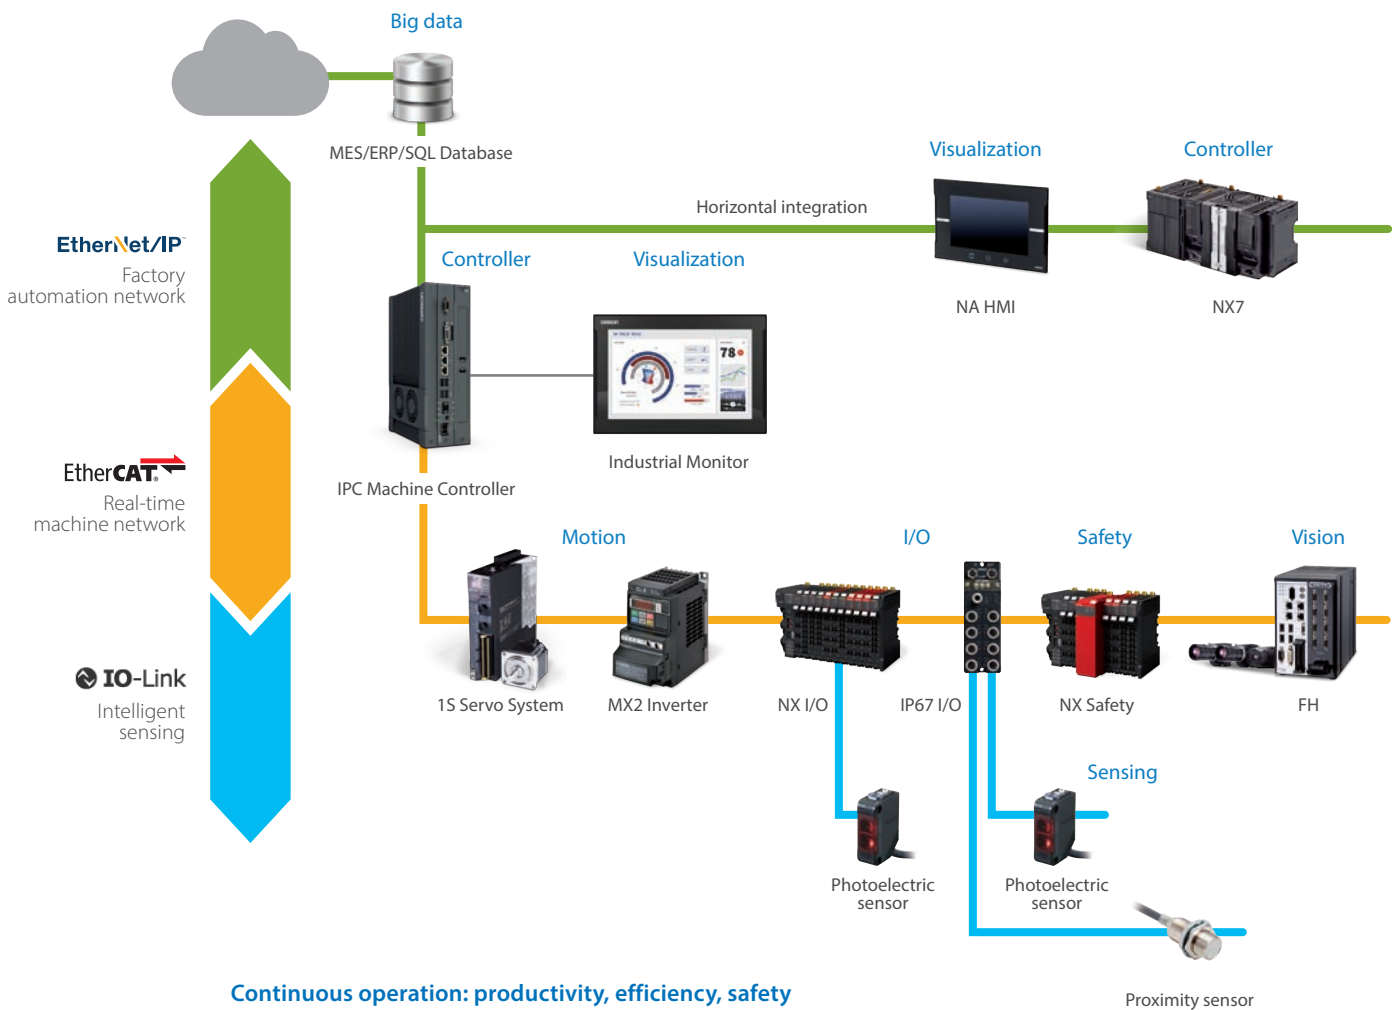 Big data
MES/ERP/SQL Database
Visualization
Controller
Horizontal integration
EtherNet/IP
Factory
automation network
Controller
Visualization
NA HMI
NX7
78
Industrial Monitor
EtherCAT®
Real-time
machine network
IPC Machine Controller
Motion
I/O
Safety
Vision
IO-Link
Intelligent
sensing
1S Servo System
MX2 Inverter
NX I/O
IP67 I/O
NX Safety
FH
Sensing
Photoelectric
sensor
Photoelectric
sensor
Continuous operation: productivity, efficiency, safety
Proximity sensor